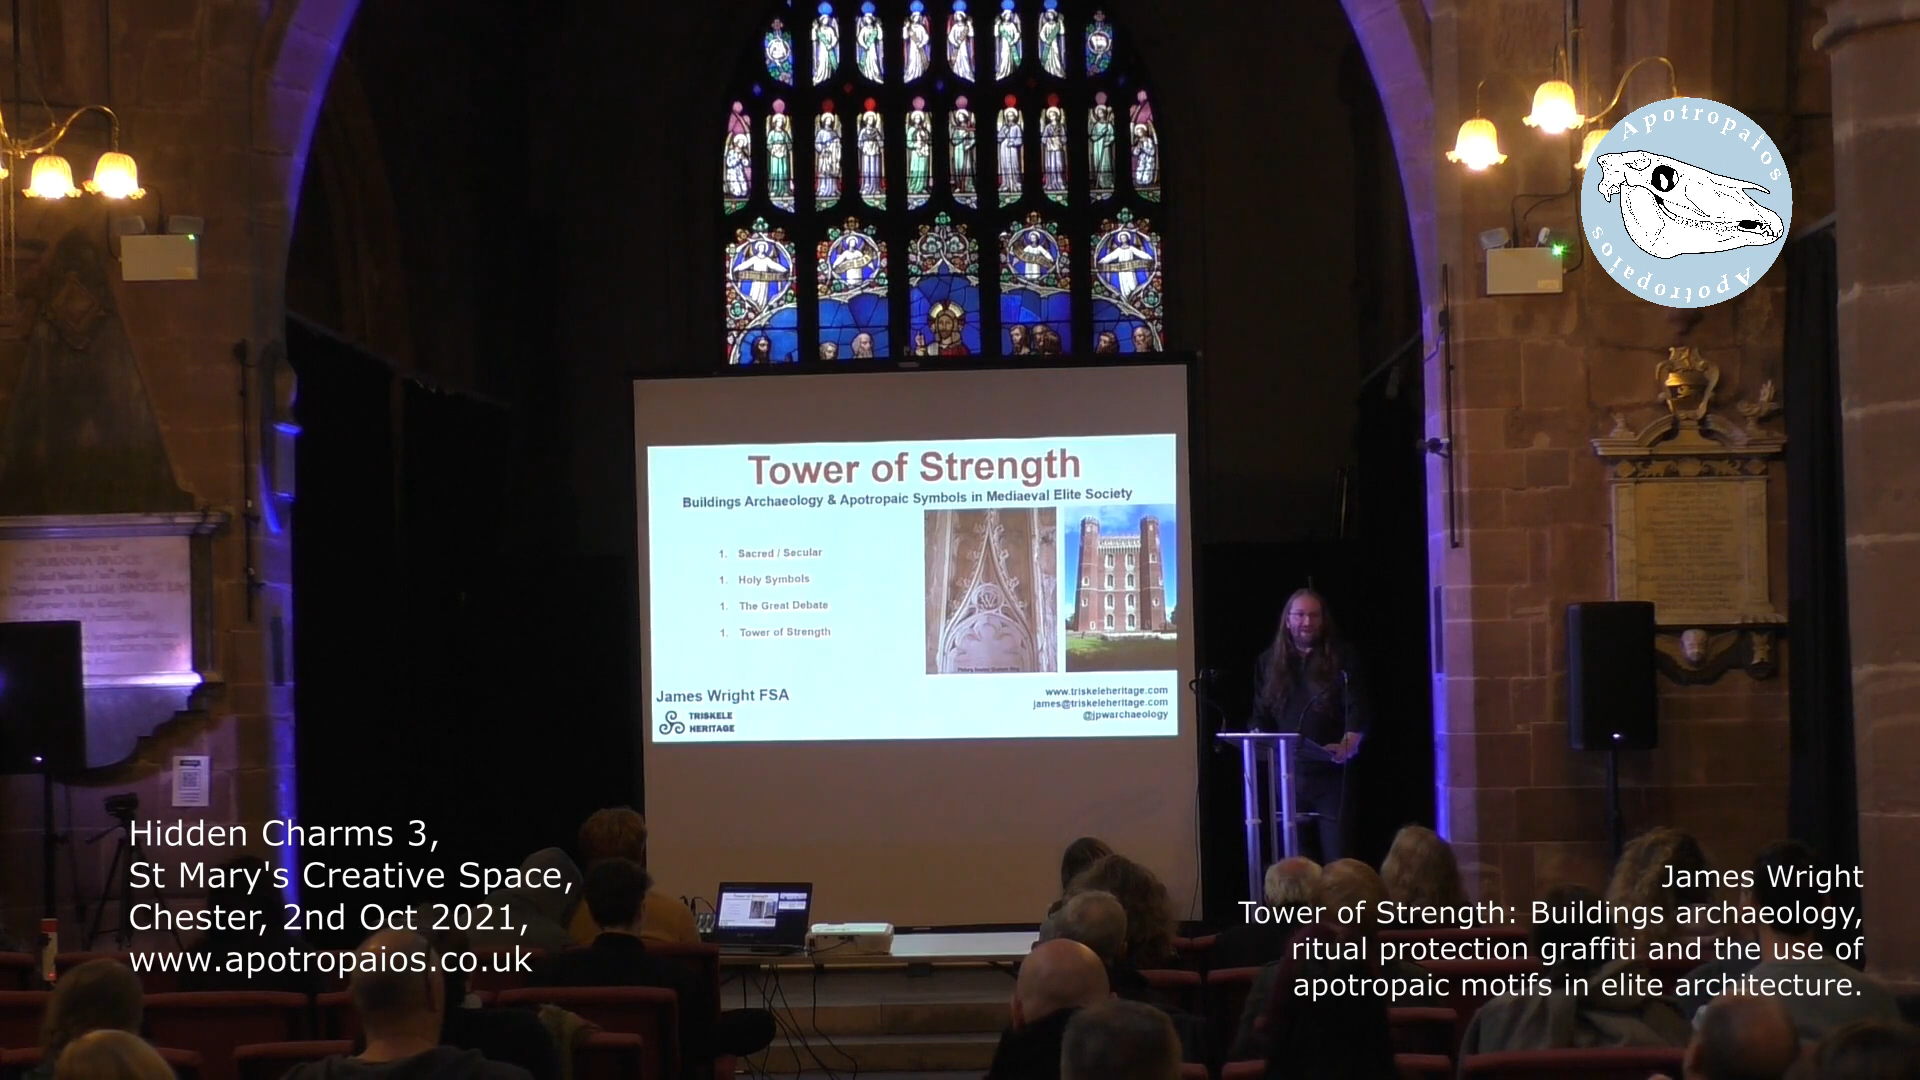 Apotropaios
Apotropaios
Tower of Strength
Buildings Archaeology & Apotropaic Symbols in Mediaeval Elite Society
1. Sacred / Secular
1. Holy Symbols
1. The Great Debate
1. Tower of Strength
James Wright FSA
TRISKELE
HERITAGE
www.triskeleheritage.com
james@triskeleheritage.com
@jpwarchaeology
Hidden Charms 3,
St Mary's Creative Space,
Chester, 2nd Oct 2021,
www.apotropaios.co.uk
James Wright
Tower of Strength: Buildings archaeology,
ritual protection graffiti and the use of
apotropaic motifs in elite architecture.